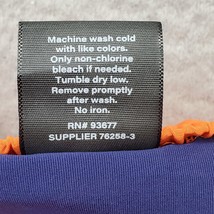 Machine wash cold
with like colors.
Only non-chlorine
bleach if needed.
Tumble dry low.
Remove promptly
after wash.
No iron.
RN# 93677
SUPPLIER 76258-3